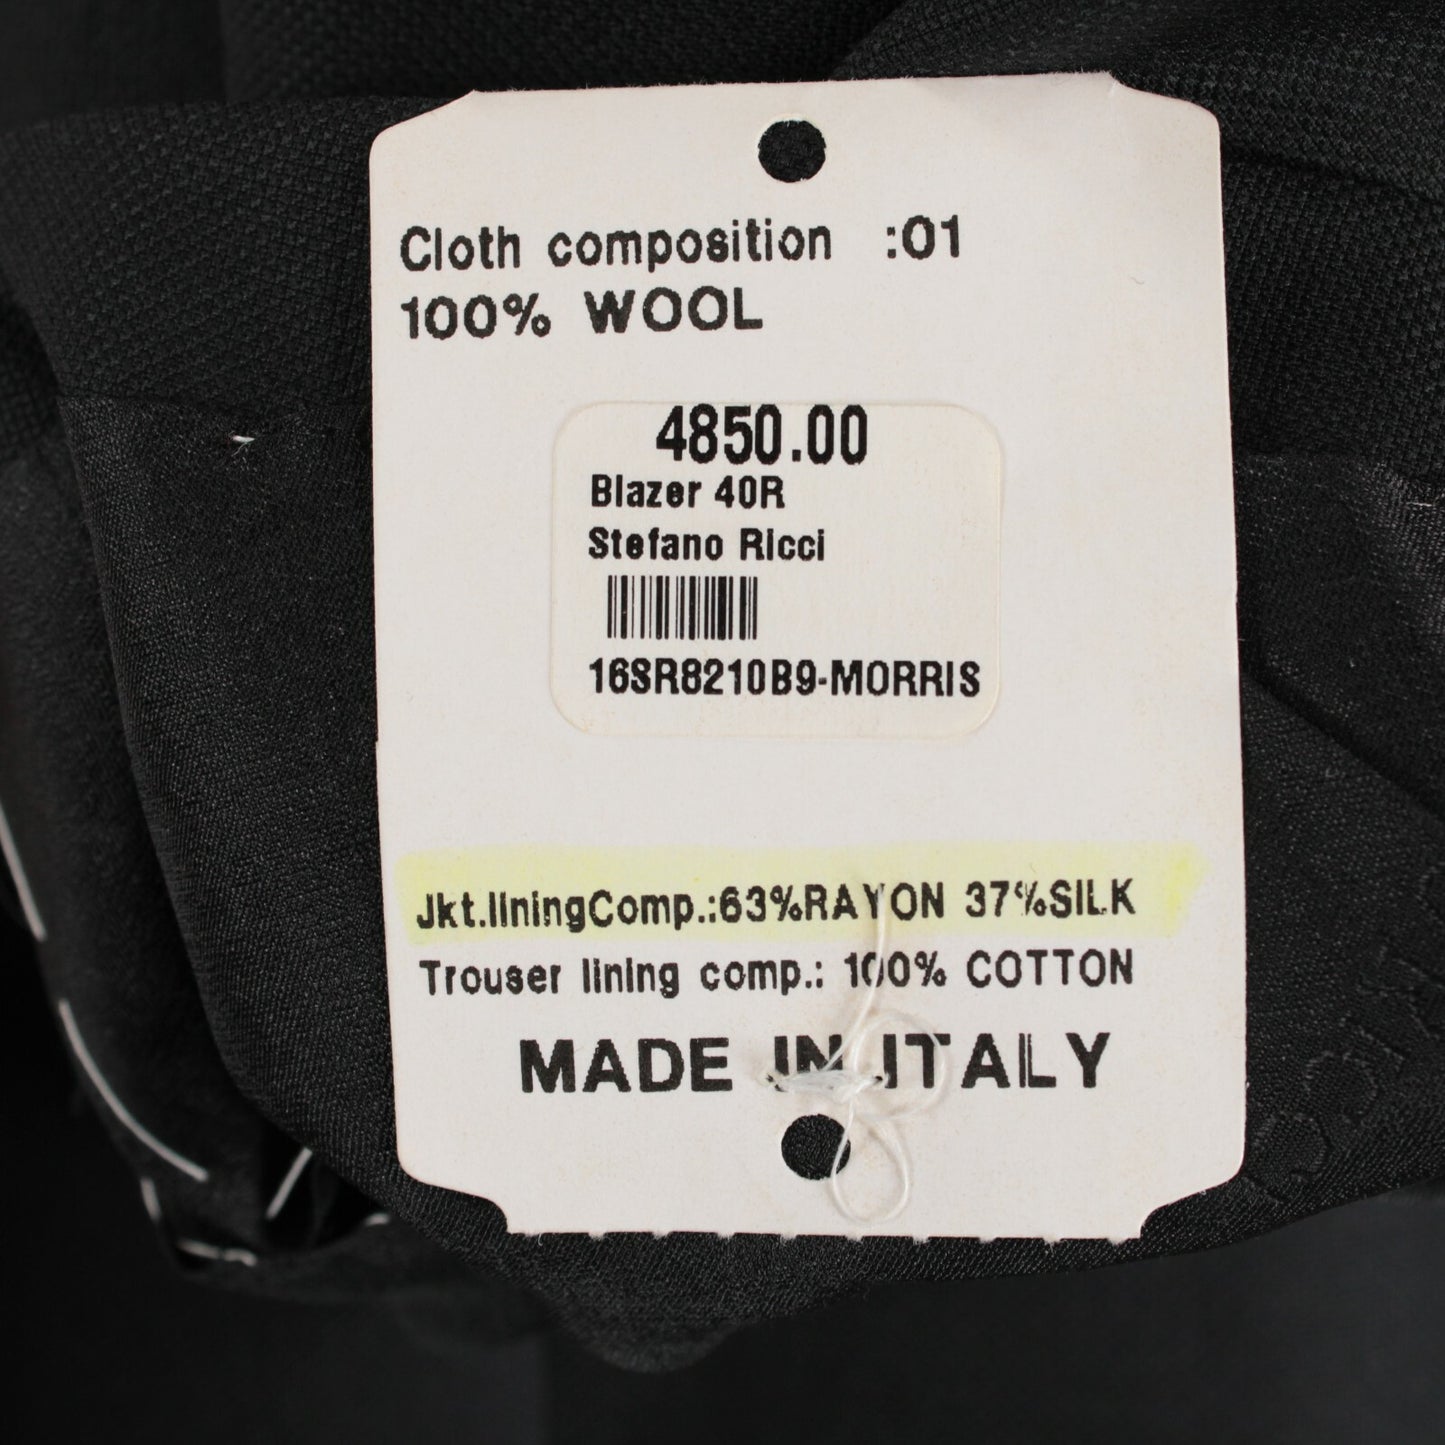 Cloth composition :01
100% WOOL
4850.00
Blazer 40R
Stefano Ricci
16SR8210B9-MORRIS
Jkt.liningComp.:63%RAYON 37%SILK
Trouser lining comp.: 100% COTTON
MADE IN ITALY